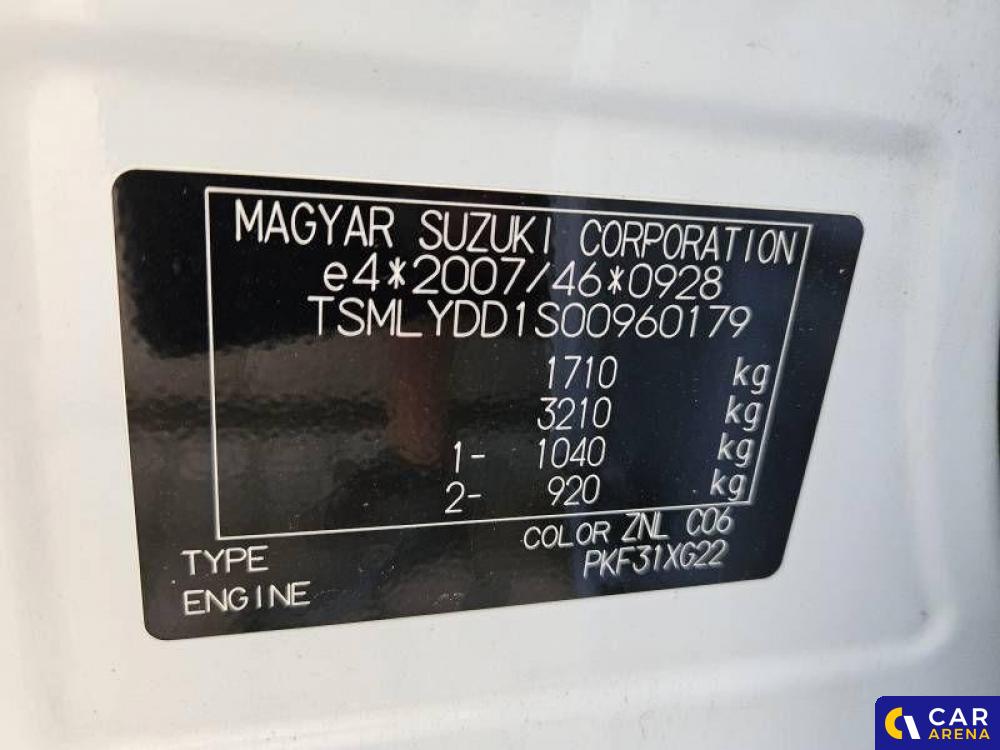 MAGYAR SUZUKI CORPORATION
e4*2007/46*0928
TSMLYDD1S00960179
1710 kg
3210 kg
1- 1040 kg
2- 920 kg
COLOR ZNL C06
TYPE PKF31XG22
ENGINE
CAR
ARENA